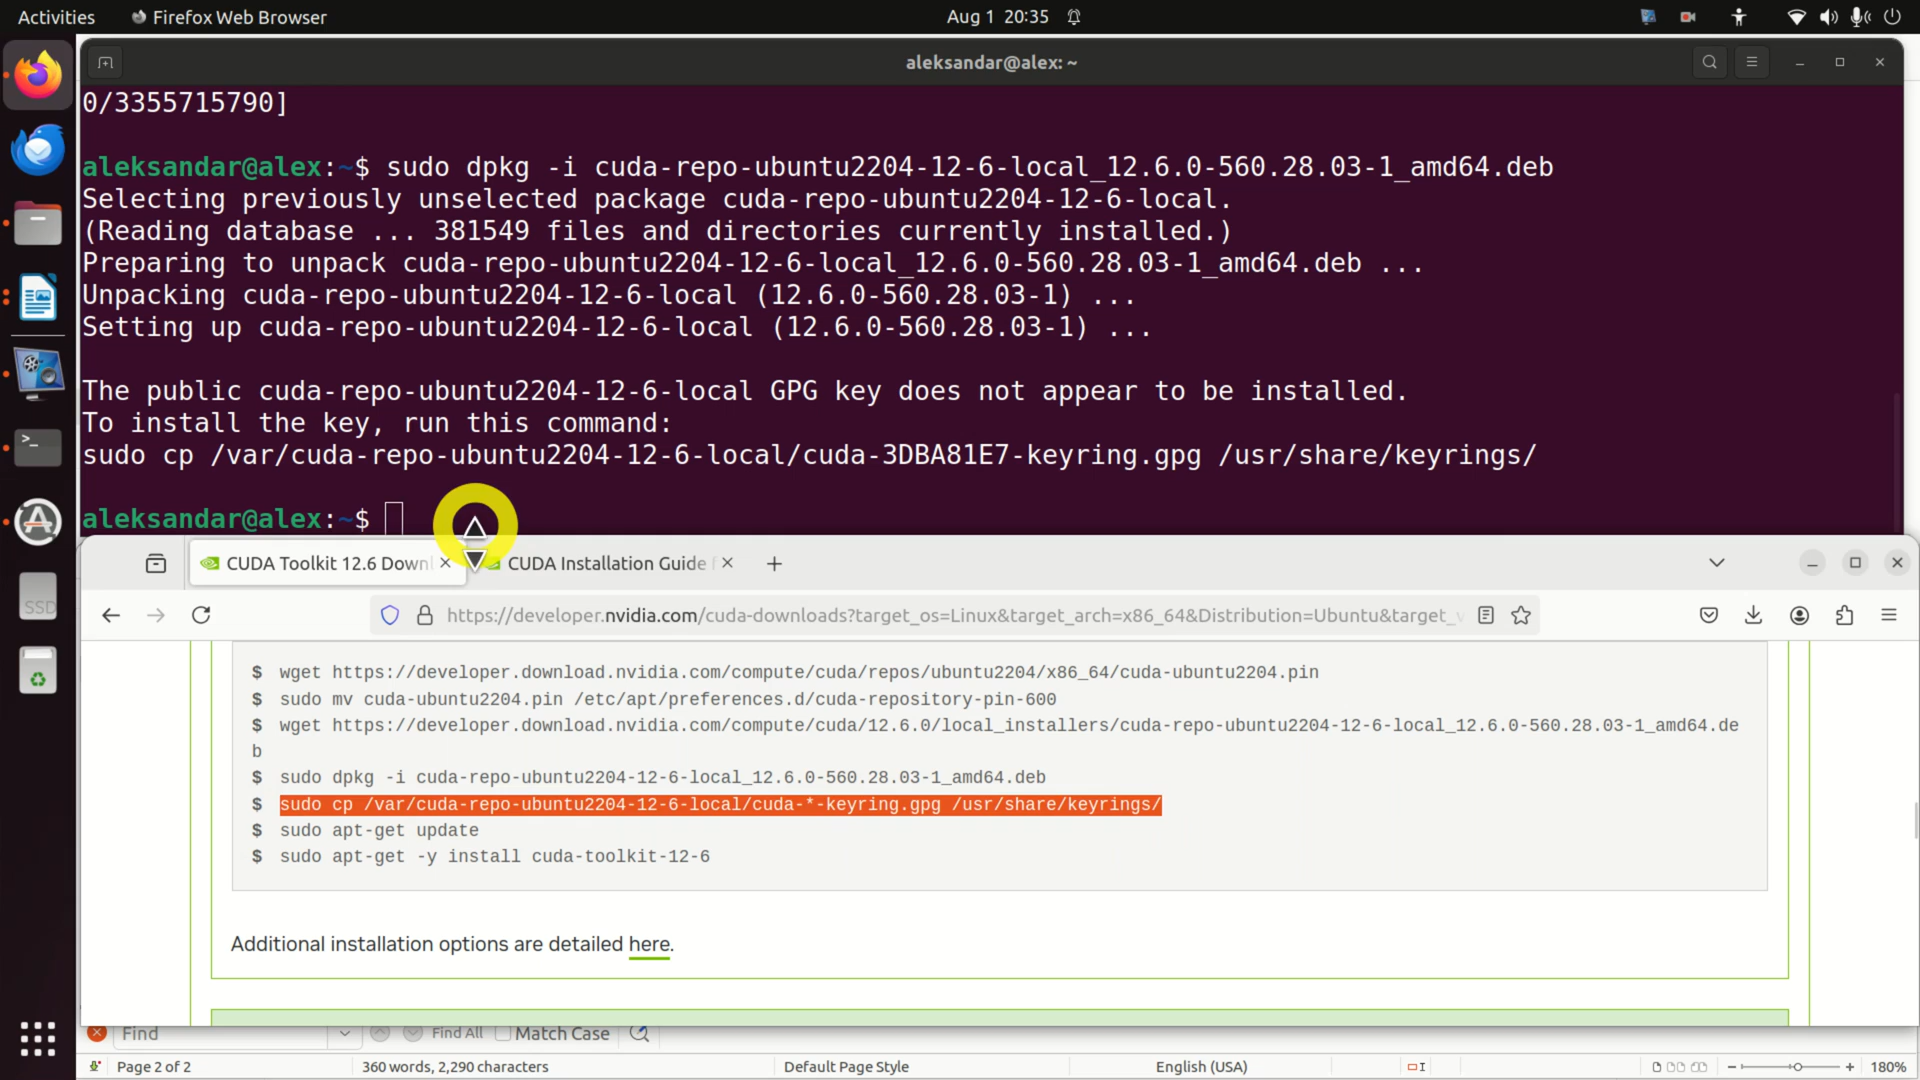 Activities
Firefox Web Browser
Aug 1 20:35
aleksandar@alex: ~
0/3355715790]
aleksandar@alex:~$ sudo dpkg -i cuda-repo-ubuntu2204-12-6-local_12.6.0-560.28.03-1_amd64.deb
Selecting previously unselected package cuda-repo-ubuntu2204-12-6-local.
(Reading database ... 381549 files and directories currently installed.)
Preparing to unpack cuda-repo-ubuntu2204-12-6-local_12.6.0-560.28.03-1_amd64.deb ...
Unpacking cuda-repo-ubuntu2204-12-6-local (12.6.0-560.28.03-1) ...
Setting up cuda-repo-ubuntu2204-12-6-local (12.6.0-560.28.03-1) ...
The public cuda-repo-ubuntu2204-12-6-local GPG key does not appear to be installed.
To install the key, run this command:
sudo cp /var/cuda-repo-ubuntu2204-12-6-local/cuda-3DBA81E7-keyring.gpg /usr/share/keyrings/
aleksandar@alex:~$
CUDA Toolkit 12.6 Down
CUDA Installation Guide
https://developer.nvidia.com/cuda-downloads?target_os=Linux&target_arch=x86_64&Distribution=Ubuntu&target_v
$ wget https://developer.download.nvidia.com/compute/cuda/repos/ubuntu2204/x86_64/cuda-ubuntu2204.pin
$ sudo mv cuda-ubuntu2204.pin /etc/apt/preferences.d/cuda-repository-pin-600
$ wget https://developer.download.nvidia.com/compute/cuda/12.6.0/local_installers/cuda-repo-ubuntu2204-12-6-local_12.6.0-560.28.03-1_amd64.de
b
$ sudo dpkg -i cuda-repo-ubuntu2204-12-6-local_12.6.0-560.28.03-1_amd64.deb
$ sudo cp /var/cuda-repo-ubuntu2204-12-6-local/cuda-*-keyring.gpg /usr/share/keyrings/
$ sudo apt-get update
$ sudo apt-get -y install cuda-toolkit-12-6
SSD
Additional installation options are detailed here.
Find
Find All
Match Case
Page 2 of 2
360 words, 2,290 characters
Default Page Style
English (USA)
180%